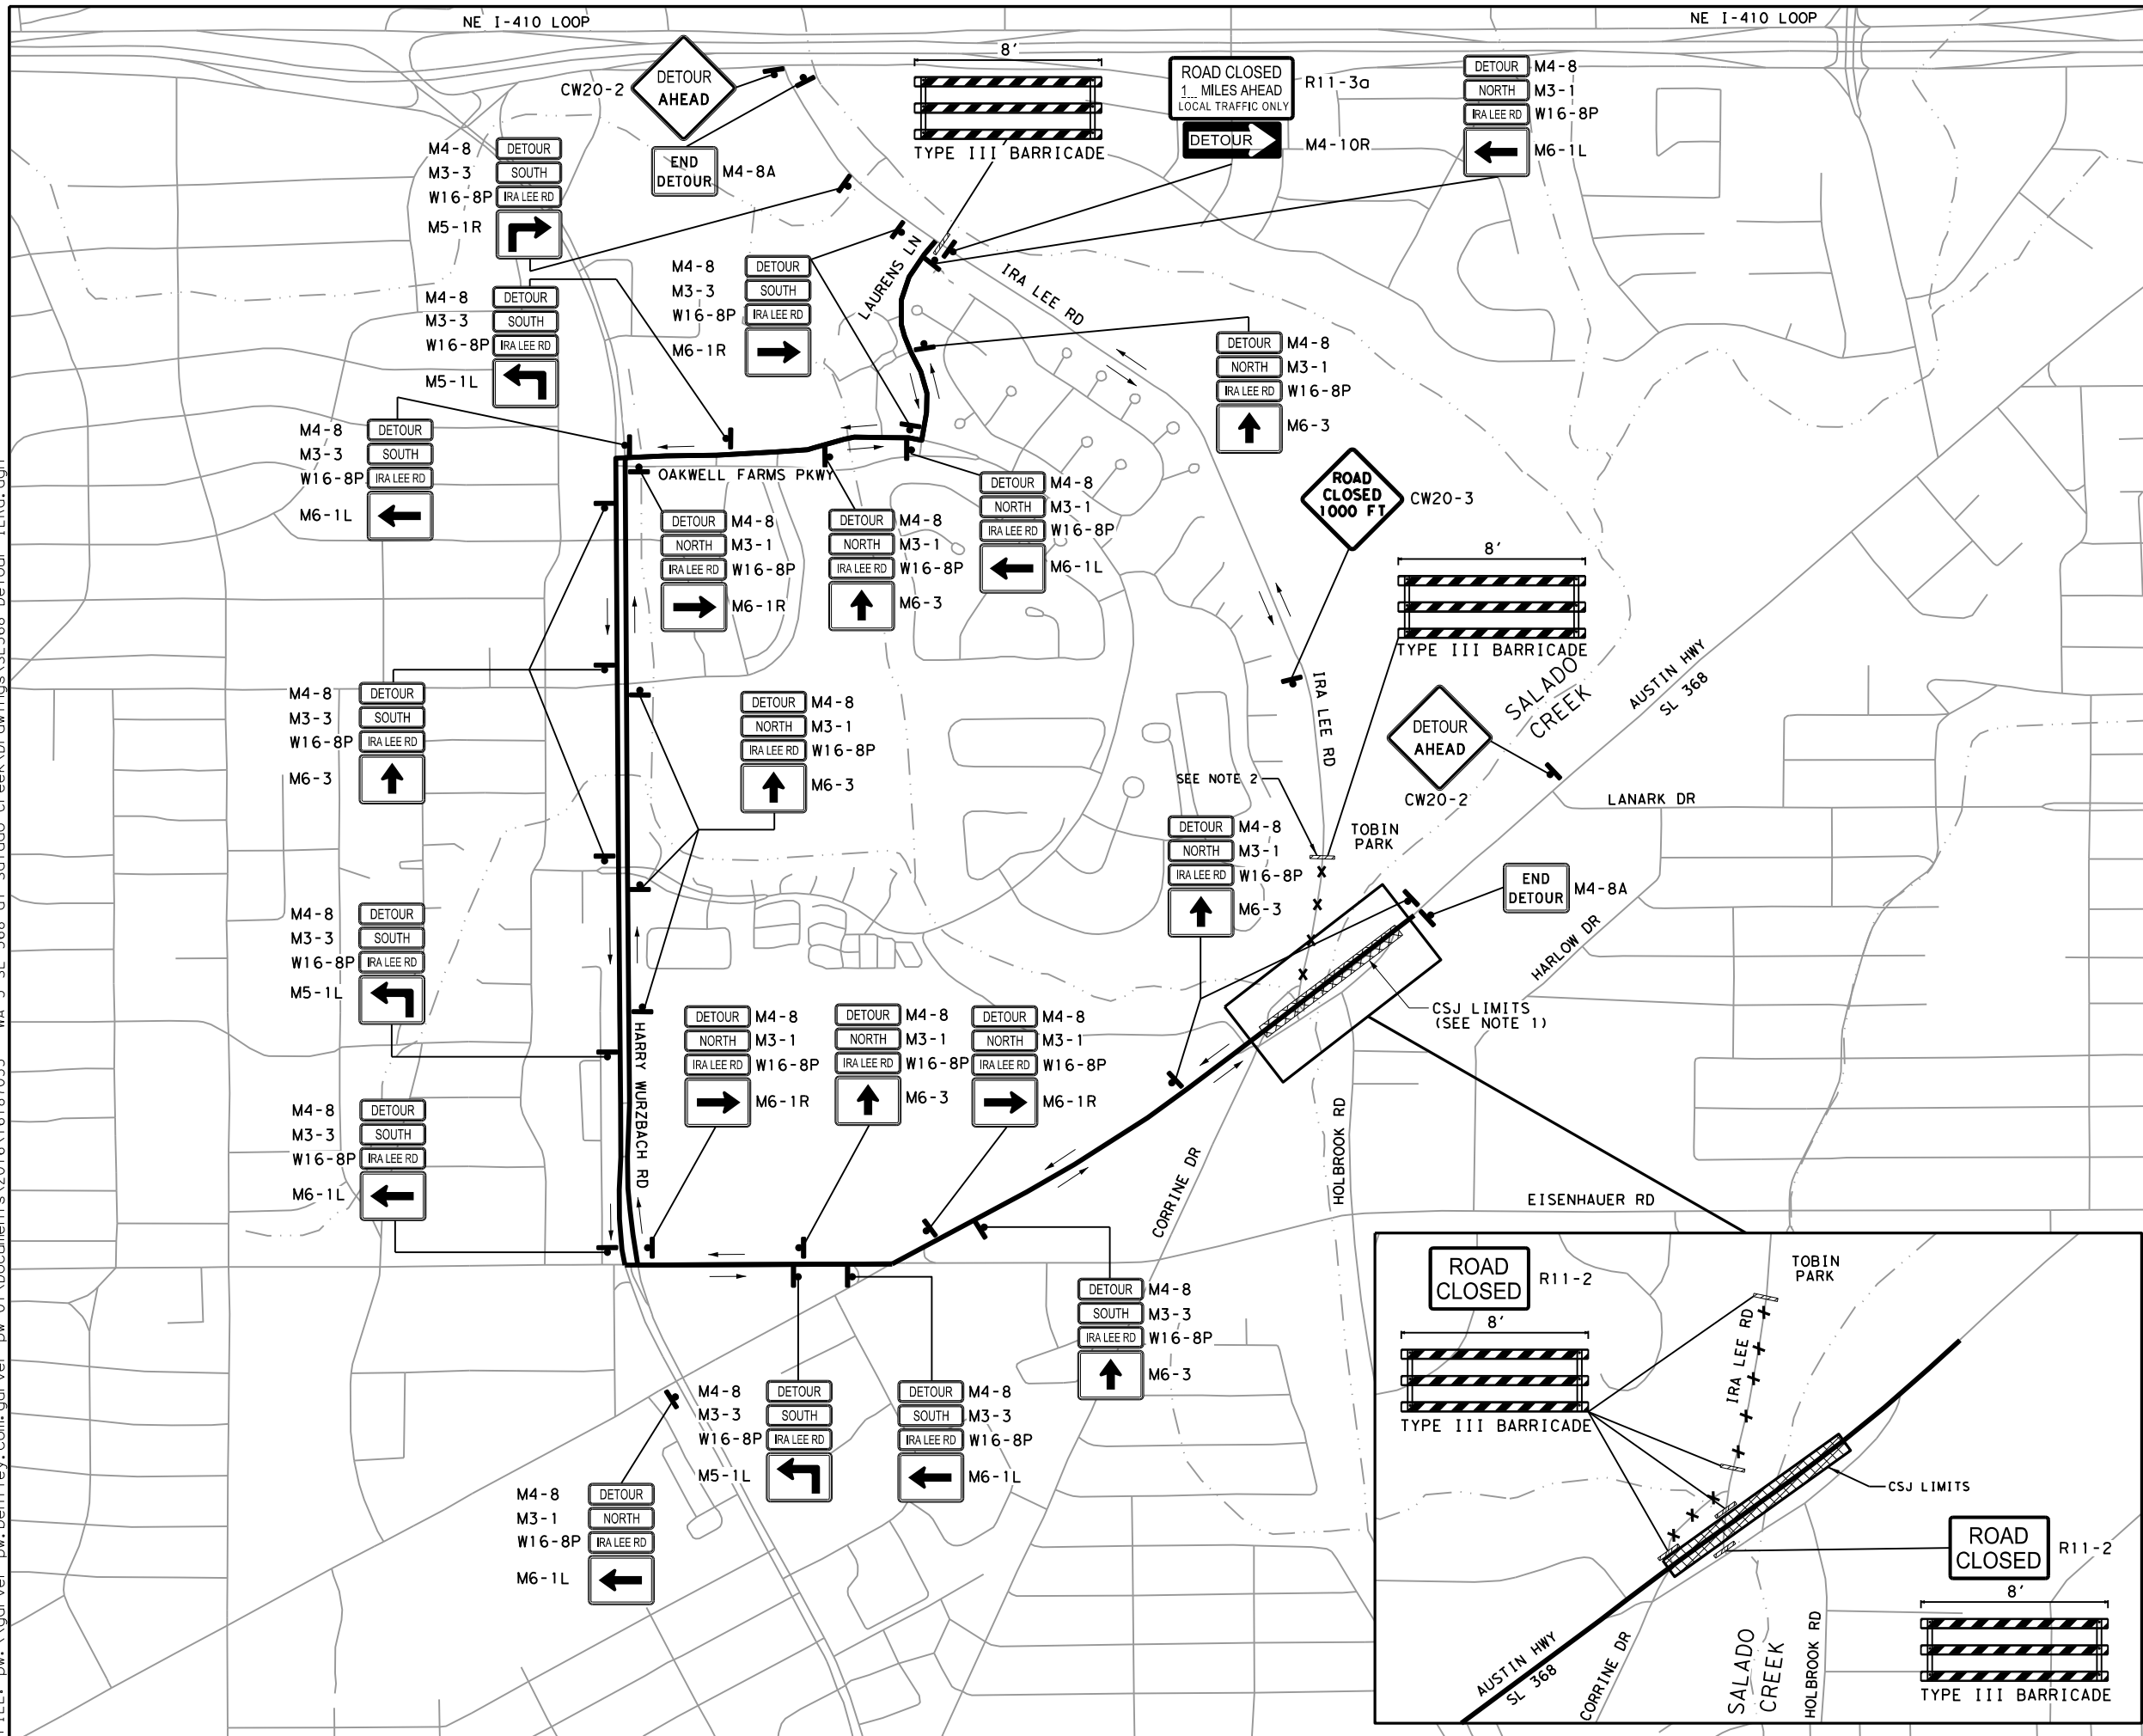 NE I-410 LOOP
NE I-410 LOOP
CW20-2
DETOUR
AHEAD
END
DETOUR
M4-8A
8'
TYPE III BARRICADE
ROAD CLOSED
1 MILES AHEAD
LOCAL TRAFFIC ONLY
R11-3a
DETOUR
M4-10R
DETOUR M4-8
NORTH M3-1
IRA LEE RD W16-8P
M6-1L
M4-8 DETOUR
M3-3 SOUTH
W16-8P IRA LEE RD
M5-1R
M4-8 DETOUR
M3-3 SOUTH
W16-8P IRA LEE RD
M5-1L
M4-8 DETOUR
M3-3 SOUTH
W16-8P IRA LEE RD
M6-1R
LAURENS LN
IRA LEE RD
DETOUR M4-8
NORTH M3-1
IRA LEE RD W16-8P
M6-3
M4-8 DETOUR
M3-3 SOUTH
W16-8P IRA LEE RD
M6-1L
OAKWELL FARMS PKWY
DETOUR M4-8
NORTH M3-1
IRA LEE RD W16-8P
M6-1R
DETOUR M4-8
NORTH M3-1
IRA LEE RD W16-8P
M6-3
DETOUR M4-8
NORTH M3-1
IRA LEE RD W16-8P
M6-1L
ROAD
CLOSED
1000 FT
CW20-3
8'
TYPE III BARRICADE
SALADO
CREEK
AUSTIN HWY
SL 368
IRA LEE RD
DETOUR
AHEAD
CW20-2
LANARK DR
M4-8 DETOUR
M3-3 SOUTH
W16-8P IRA LEE RD
M6-3
DETOUR M4-8
NORTH M3-1
IRA LEE RD W16-8P
M6-3
SEE NOTE 2
TOBIN
PARK
DETOUR M4-8
NORTH M3-1
IRA LEE RD W16-8P
M6-3
END
DETOUR
M4-8A
HARLOW DR
CSJ LIMITS
(SEE NOTE 1)
M4-8 DETOUR
M3-3 SOUTH
W16-8P IRA LEE RD
M5-1L
HARRY WURZBACH RD
DETOUR M4-8
NORTH M3-1
IRA LEE RD W16-8P
M6-1R
DETOUR M4-8
NORTH M3-1
IRA LEE RD W16-8P
M6-3
DETOUR M4-8
NORTH M3-1
IRA LEE RD W16-8P
M6-1R
M4-8 DETOUR
M3-3 SOUTH
W16-8P IRA LEE RD
M6-1L
CORRINE DR
HOLBROOK RD
EISENHAUER RD
DETOUR M4-8
SOUTH M3-3
IRA LEE RD W16-8P
M6-3
M4-8 DETOUR
M3-3 SOUTH
W16-8P IRA LEE RD
M5-1L
DETOUR M4-8
SOUTH M3-3
IRA LEE RD W16-8P
M6-1L
M4-8 DETOUR
M3-1 NORTH
W16-8P IRA LEE RD
M6-1L
ROAD
CLOSED
R11-2
8'
TYPE III BARRICADE
TOBIN
PARK
IRA LEE RD
CSJ LIMITS
ROAD
CLOSED
R11-2
8'
TYPE III BARRICADE
AUSTIN HWY
SL 368
CORRINE DR
SALADO
CREEK
HOLBROOK RD